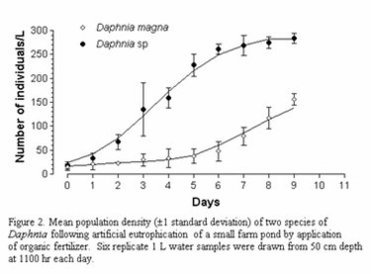 Daphnia magna
Daphnia sp
Number of individuals/L
300
250
200
150
100
50
0
0 1 2 3 4 5 6 7 8 9 10 11
Days
Figure 2. Mean population density (±1 standard deviation) of two species of
Daphnia following artificial eutrophication of a small farm pond by application
of organic fertilizer. Six replicate 1 L water samples were drawn from 50 cm depth
at 1100 hr each day.